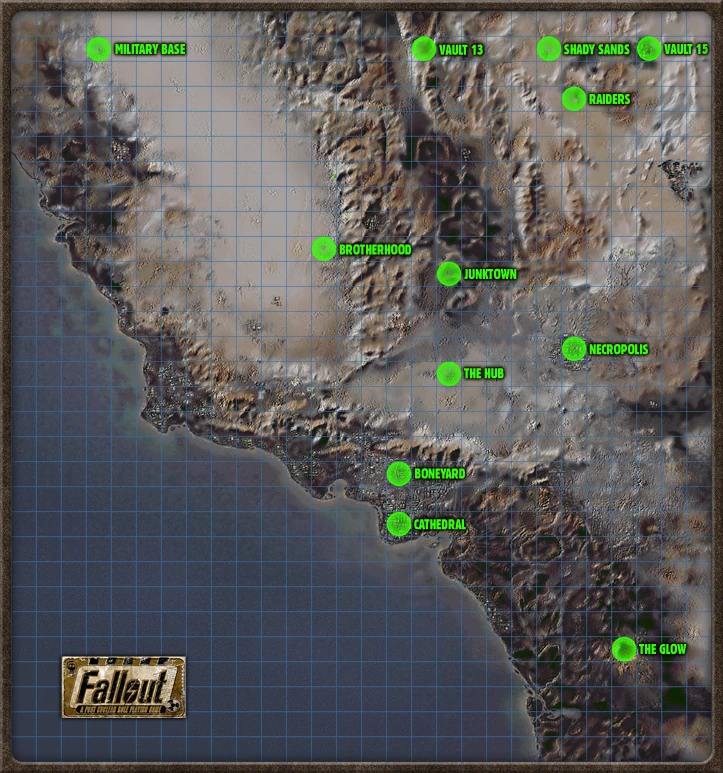 MILITARY BASE
VAULT 13
SHADY SANDS
VAULT 15
RAIDERS
BROTHERHOOD
JUNKTOWN
NECROPOLIS
THE HUB
BONEYARD
CATHEDRAL
THE GLOW
Fallout
A POST NUCLEAR ROLE PLAYING GAME